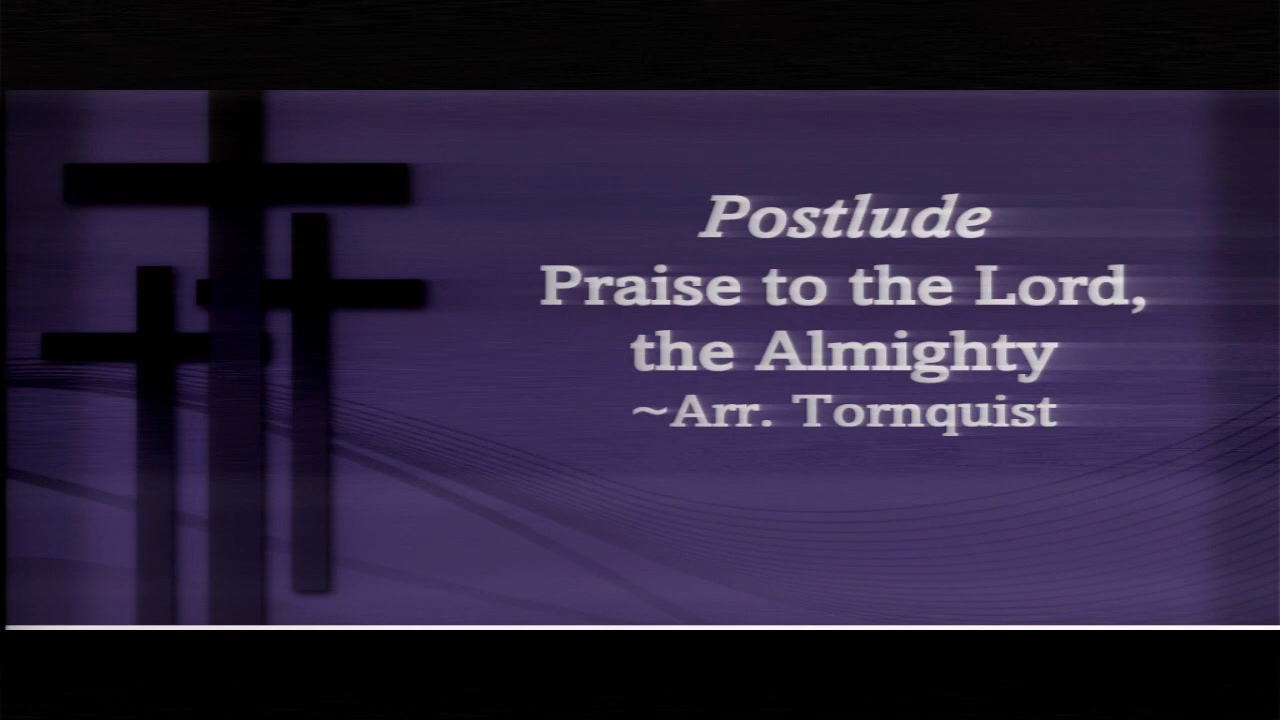 Postlude
Praise to the Lord,
the Almighty
~Arr. Tornquist